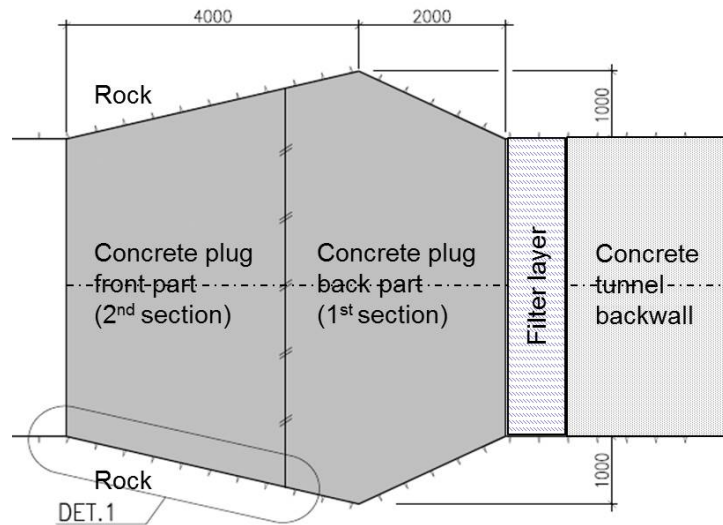 4000
2000
Rock
1000
Concrete plug
front part
(2nd section)
Concrete plug
back part
(1st section)
Filter layer
Concrete
tunnel
backwall
Rock
1000
DET.1